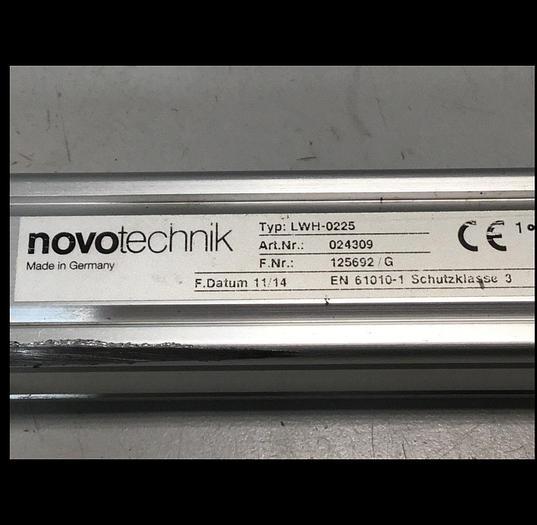 novotechnik
Made in Germany
Typ: LWH-0225
Art.Nr.: 024309
F.Nr.: 125692/G
F.Datum 11/14 EN 61010-1 Schutzklasse 3
CE 1